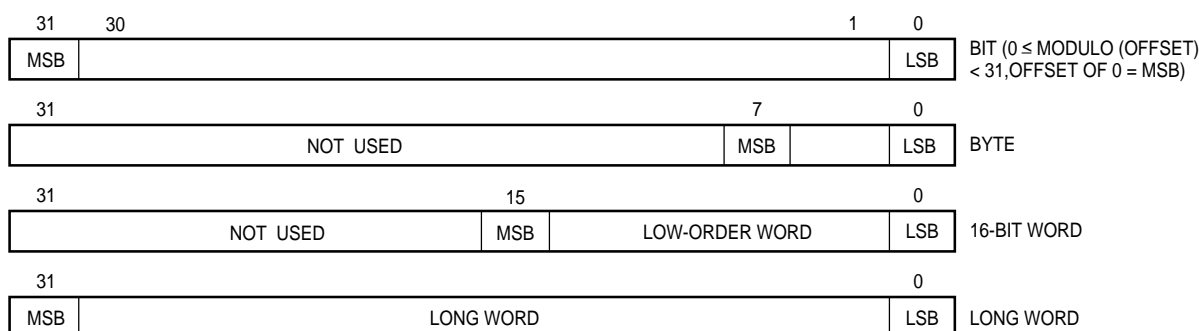 31 30 1 0
MSB LSB BIT (0 ≤ MODULO (OFFSET)
< 31,OFFSET OF 0 = MSB)
31 7 0
NOT USED MSB LSB BYTE
31 15 0
NOT USED MSB LOW-ORDER WORD LSB 16-BIT WORD
31 0
MSB LONG WORD LSB LONG WORD